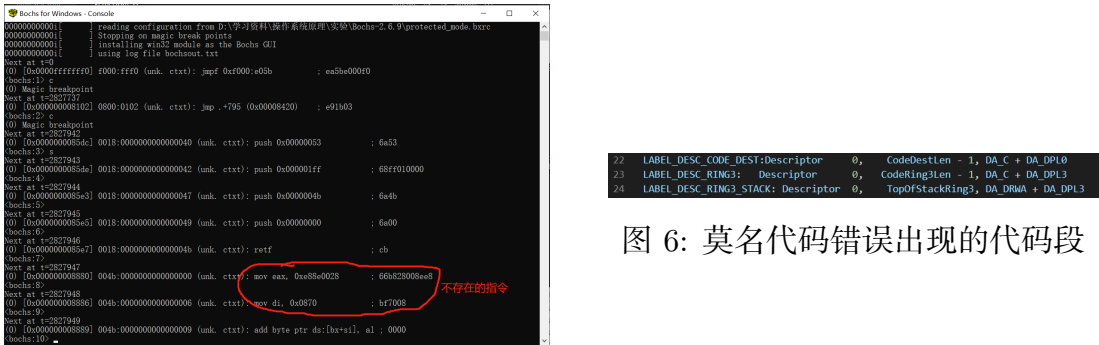 Bochs for Windows - Console
00000000000i[      ] reading configuration from D:\学习资料\操作系统原理\实验\Bochs-2.6.9\protected_mode.bxrc
00000000000i[      ] Stopping on magic break points
00000000000i[      ] installing win32 module as the Bochs GUI
00000000000i[      ] using log file bochsout.txt
Next at t=0
(0) [0x0000fffffff0] f000:fff0 (unk. ctxt): jmpf 0xf000:e05b          ; ea5be000f0
<bochs:1> c
(0) Magic breakpoint
Next at t=2827737
(0) [0x000000008102] 0800:0102 (unk. ctxt): jmp .+795 (0x00008420)    ; e91b03
<bochs:2> c
(0) Magic breakpoint
Next at t=2827942
(0) [0x0000000085dc] 0018:0000000000000040 (unk. ctxt): push 0x00000053          ; 6a53
<bochs:3> s
Next at t=2827943
(0) [0x0000000085de] 0018:0000000000000042 (unk. ctxt): push 0x000001ff          ; 68ff010000
<bochs:4>
Next at t=2827944
(0) [0x0000000085e3] 0018:0000000000000047 (unk. ctxt): push 0x0000004b          ; 6a4b
<bochs:5>
Next at t=2827945
(0) [0x0000000085e5] 0018:0000000000000049 (unk. ctxt): push 0x00000000          ; 6a00
<bochs:6>
Next at t=2827946
(0) [0x0000000085e7] 0018:000000000000004b (unk. ctxt): retf                     ; cb
<bochs:7>
Next at t=2827947
(0) [0x000000008880] 004b:0000000000000000 (unk. ctxt): mov eax, 0xe88e0028      ; 66b828008ee8
<bochs:8>
不存在的指令
Next at t=2827948
(0) [0x000000008886] 004b:0000000000000006 (unk. ctxt): mov di, 0x0870           ; bf7008
<bochs:9>
Next at t=2827949
(0) [0x000000008889] 004b:0000000000000009 (unk. ctxt): add byte ptr ds:[bx+si], al ; 0000
<bochs:10>
22 LABEL_DESC_CODE_DEST:Descriptor 0, CodeDestLen - 1, DA_C + DA_DPL0
23 LABEL_DESC_RING3: Descriptor 0, CodeRing3Len - 1, DA_C + DA_DPL3
24 LABEL_DESC_RING3_STACK: Descriptor 0, TopOfStackRing3, DA_DRWA + DA_DPL3
图 6: 莫名代码错误出现的代码段